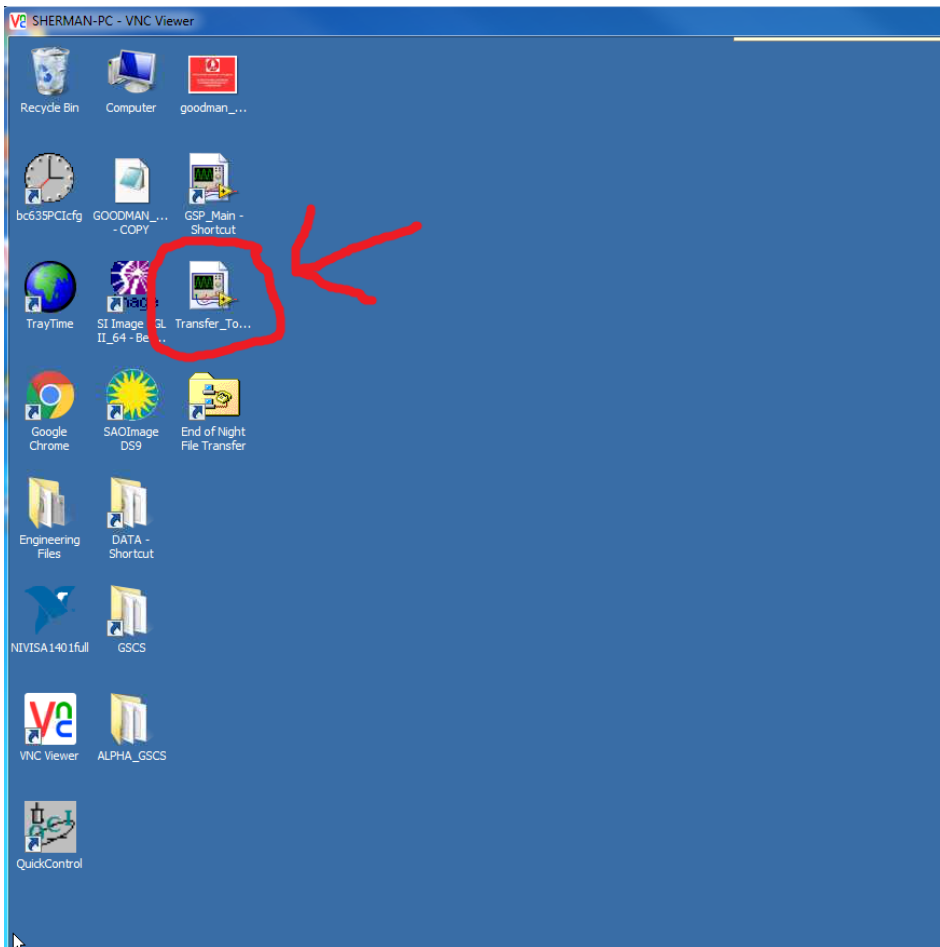 SHERMAN-PC - VNC Viewer
Recycle Bin
Computer
goodman_...
bc635PCIcfg
GOODMAN_...
- COPY
GSP_Main -
Shortcut
TrayTime
SI Image GL
II_64 - Be...
Transfer_To...
Google
Chrome
SAOImage
DS9
End of Night
File Transfer
Engineering
Files
DATA -
Shortcut
NIVISA1401full
GSCS
VNC Viewer
ALPHA_GSCS
QuickControl